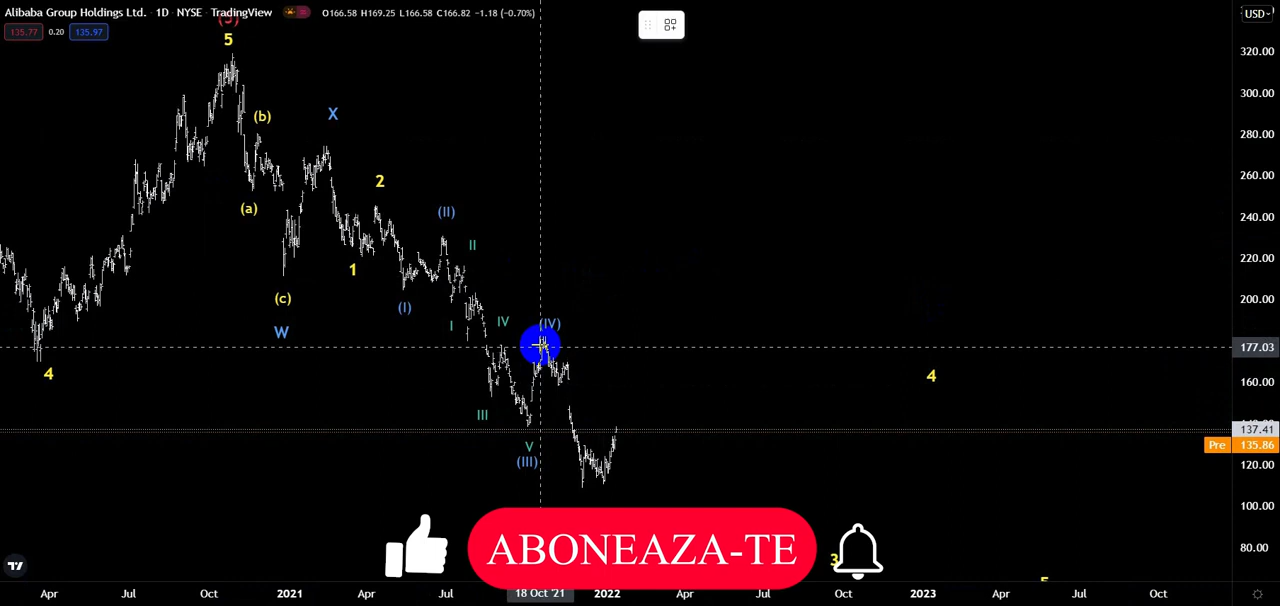 Alibaba Group Holdings Ltd. · 1D · NYSE · TradingView O166.58 H169.25 L166.58 C166.82 −1.18 (−0.70%)
135.77 0.20 135.97
USD
320.00
300.00
280.00
260.00
240.00
220.00
200.00
177.03
160.00
137.41
Pre 135.86
120.00
100.00
80.00
5
(b)
X
(a)
2
(II)
II
1
(c)
(I)
W
I
IV
(IV)
4
4
III
V
(III)
ABONEAZA-TE
3
5
Apr Jul Oct 2021 Apr Jul 18 Oct '21 2022 Apr Jul Oct 2023 Apr Jul Oct